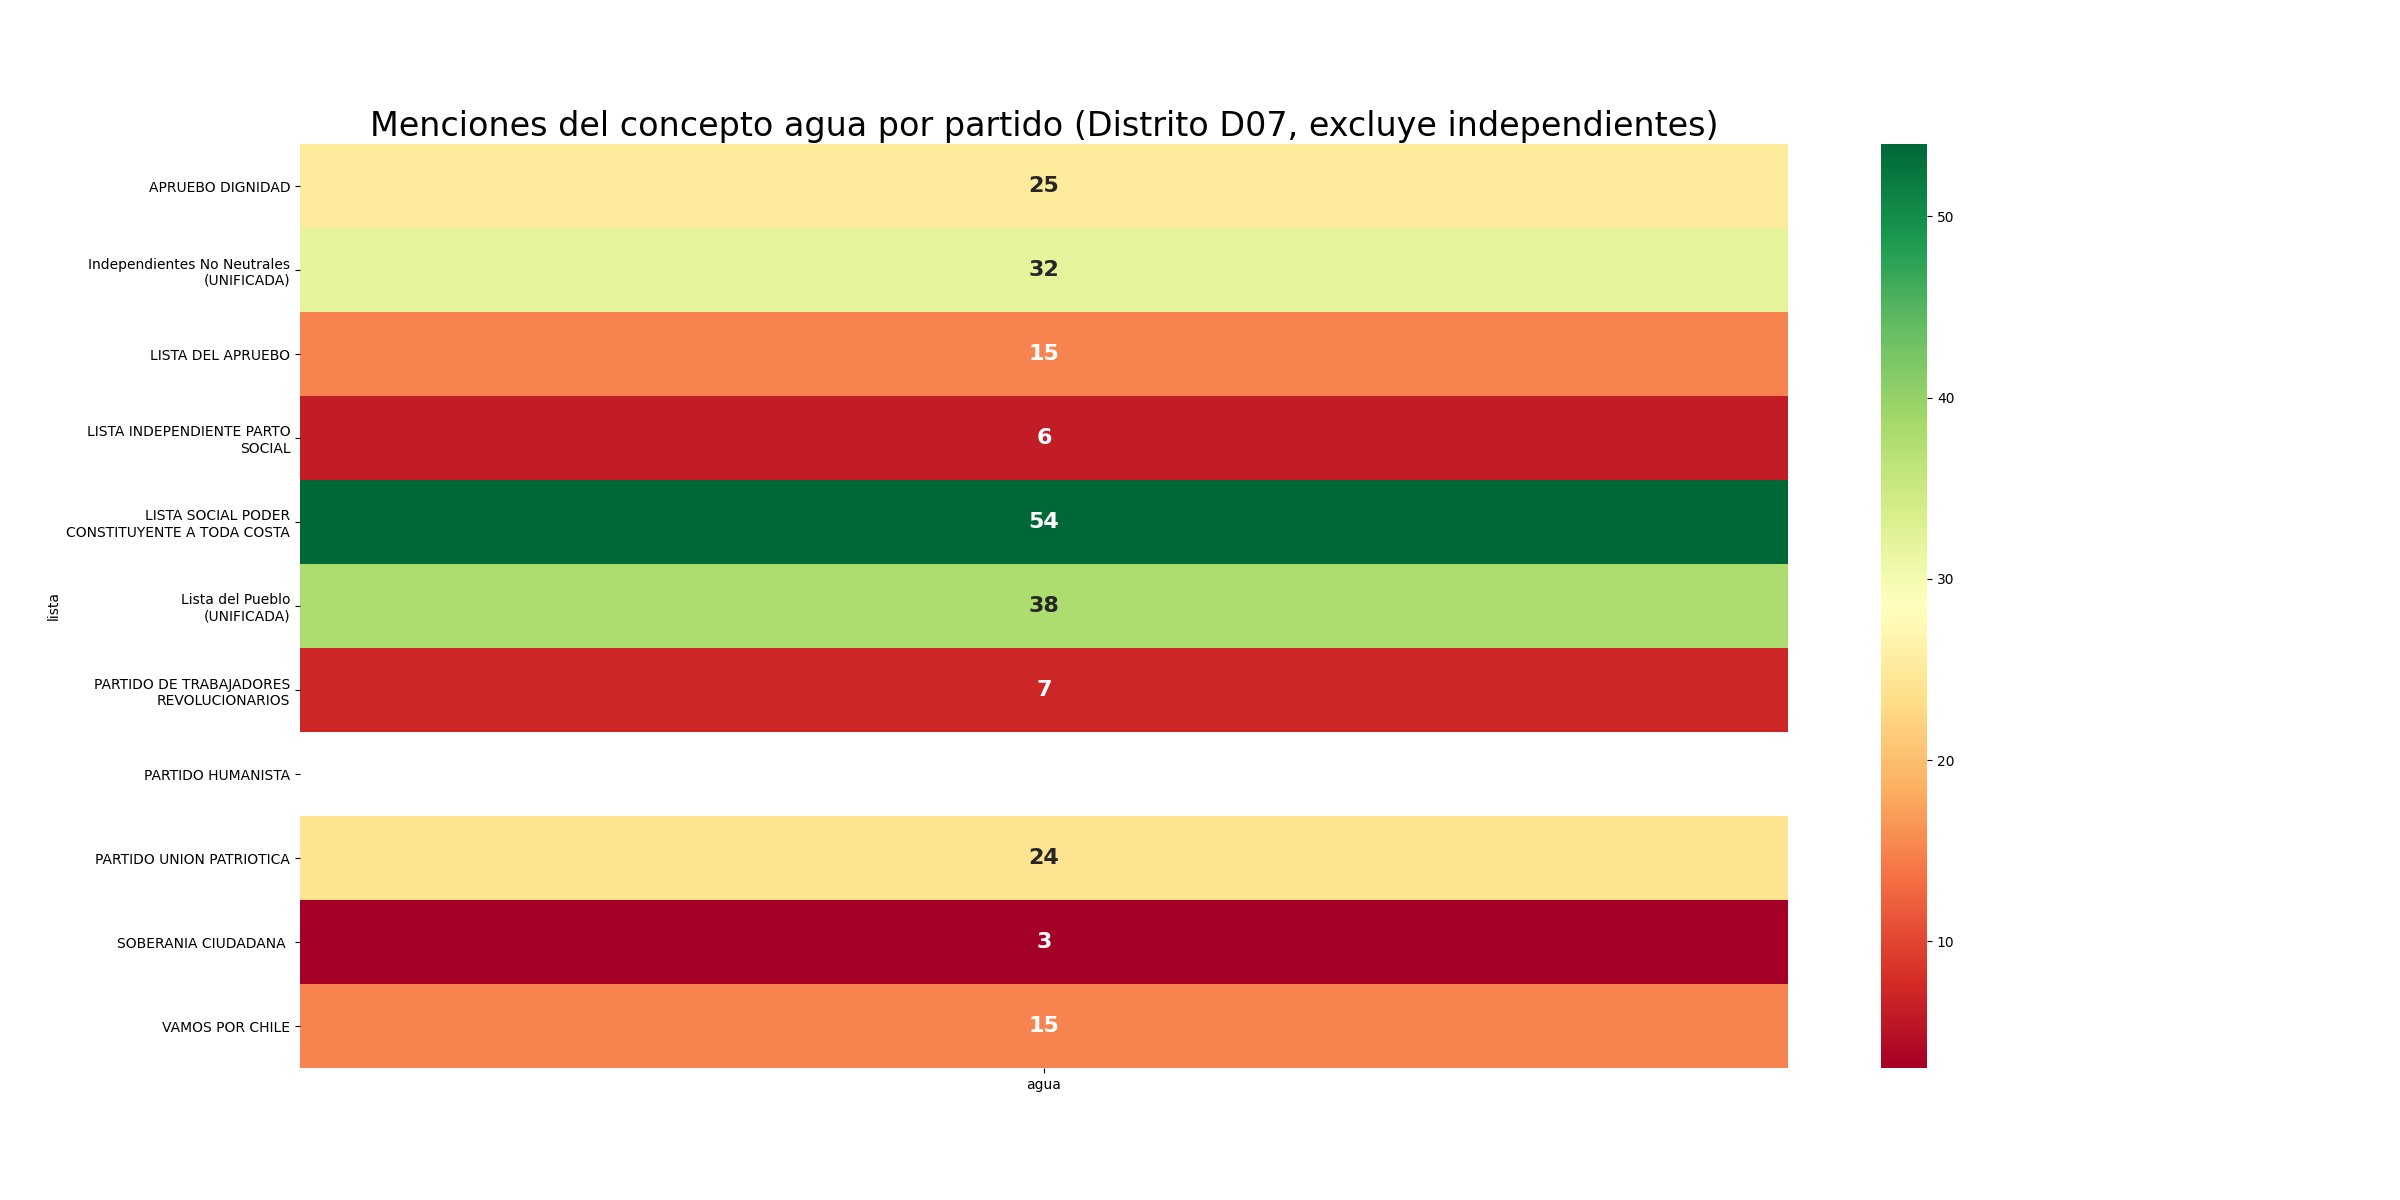 Menciones del concepto agua por partido (Distrito D07, excluye independientes)
APRUEBO DIGNIDAD
25
Independientes No Neutrales
(UNIFICADA)
32
LISTA DEL APRUEBO
15
LISTA INDEPENDIENTE PARTO
SOCIAL
6
LISTA SOCIAL PODER
CONSTITUYENTE A TODA COSTA
54
Lista del Pueblo
(UNIFICADA)
38
PARTIDO DE TRABAJADORES
REVOLUCIONARIOS
7
PARTIDO HUMANISTA
PARTIDO UNION PATRIOTICA
24
SOBERANIA CIUDADANA
3
VAMOS POR CHILE
15
lista
agua
50
40
30
20
10